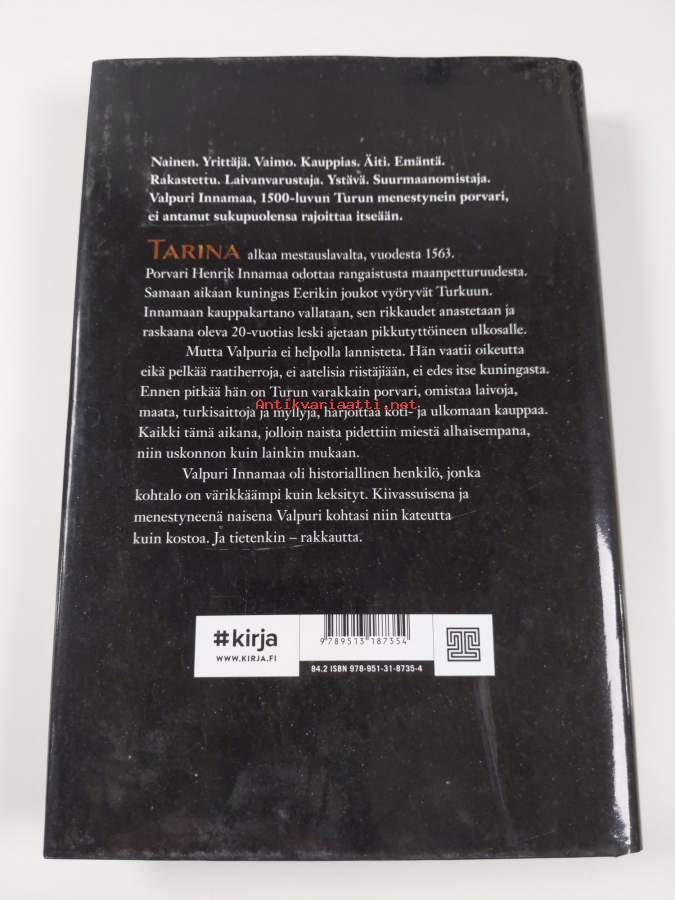 Nainen. Yrittäjä. Vaimo. Kauppias. Äiti. Emäntä.
Rakastettu. Laivanvarustaja. Ystävä. Suurmaanomistaja.
Valpuri Innamaa, 1500-luvun Turun menestynein porvari,
ei antanut sukupuolensa rajoittaa itseään.
TARINA alkaa mestauslavalta, vuodesta 1563.
Porvari Henrik Innamaa odottaa rangaistusta maanpetturuudesta.
Samaan aikaan kuningas Eerikin joukot vyöryvät Turkuun.
Innamaan kauppakartano vallataan, sen rikkaudet anastetaan ja
raskaana oleva 20-vuotias leski ajetaan pikkutyttöineen ulkosalle.
Mutta Valpuria ei helpolla lannisteta. Hän vaatii oikeutta
eikä pelkää raatiherroja, ei aatelisia riistäjiään, ei edes itse kuningasta.
Ennen pitkää hän on Turun varakkain porvari, omistaa laivoja,
Antikvariaatti.net
maata, turkisaittoja ja myllyjä, harjoittaa koti- ja ulkomaan kauppaa.
Kaikki tämä aikana, jolloin naista pidettiin miestä alhaisempana,
niin uskonnon kuin lainkin mukaan.
Valpuri Innamaa oli historiallinen henkilö, jonka
kohtalo on värikkäämpi kuin keksityt. Kiivassuisena ja
menestyneenä naisena Valpuri kohtasi niin kateutta
kuin kostoa. Ja tietenkin – rakkautta.
#kirja
WWW.KIRJA.FI
9789513187354
84.2 ISBN 978-951-31-8735-4